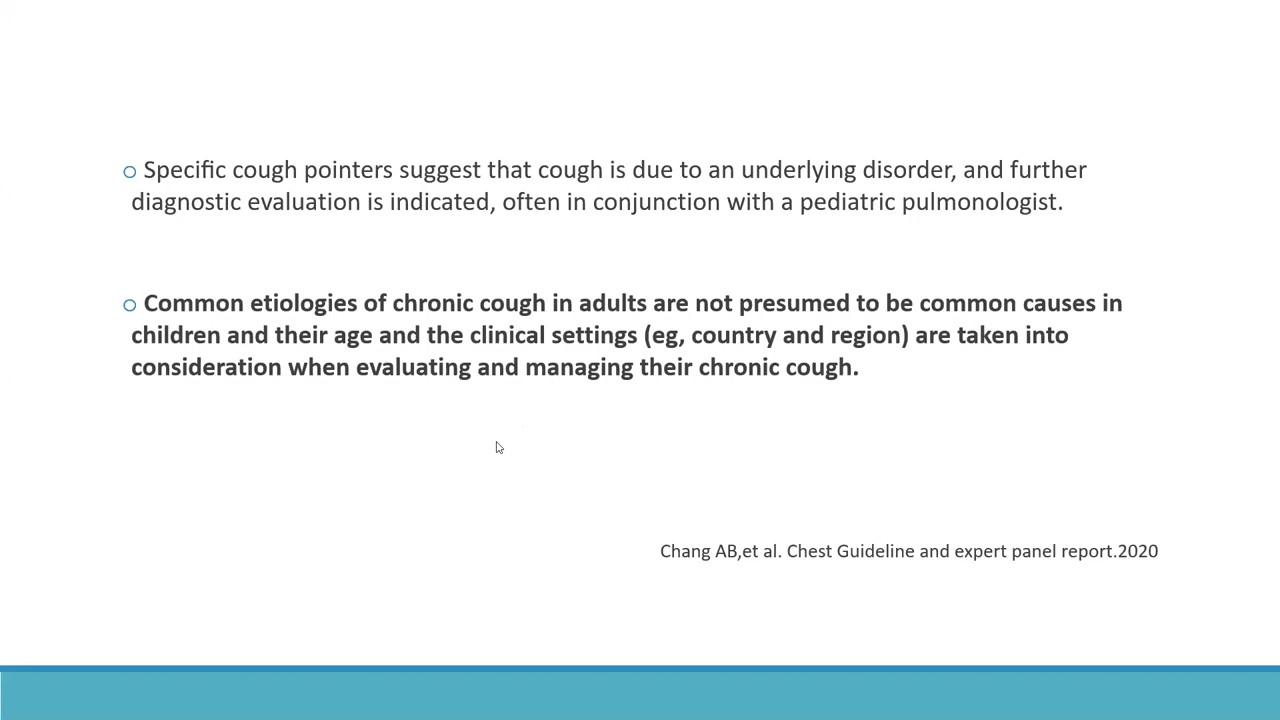 o Specific cough pointers suggest that cough is due to an underlying disorder, and further
diagnostic evaluation is indicated, often in conjunction with a pediatric pulmonologist.
o Common etiologies of chronic cough in adults are not presumed to be common causes in
children and their age and the clinical settings (eg, country and region) are taken into
consideration when evaluating and managing their chronic cough.
Chang AB,et al. Chest Guideline and expert panel report.2020